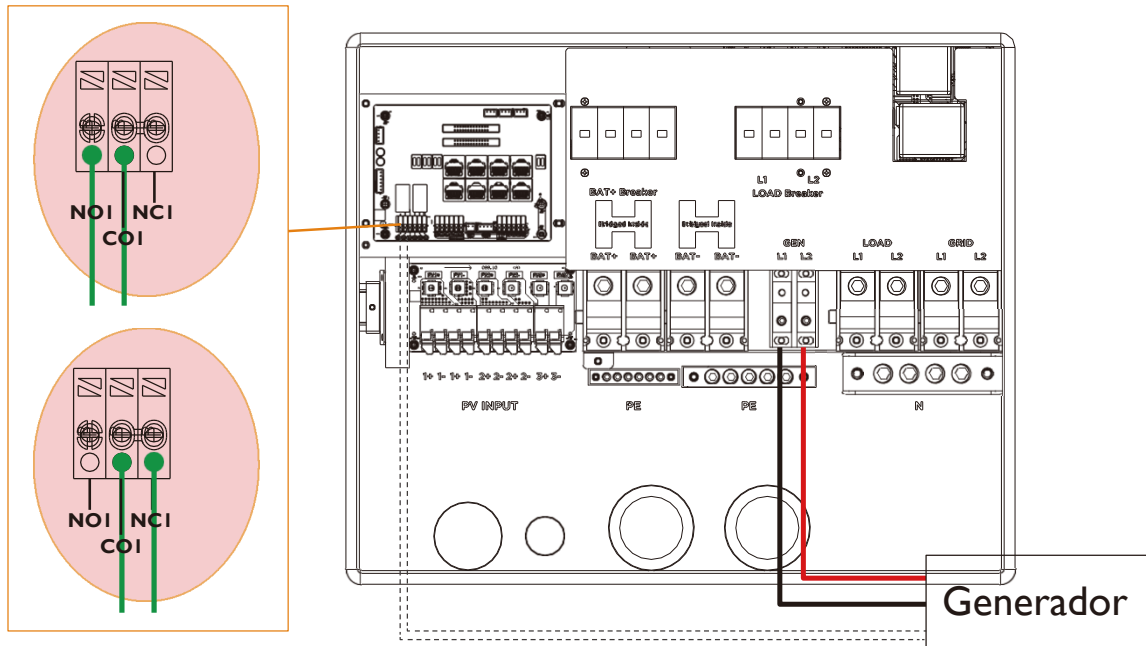 NO1 NC1
CO1
NO1 NC1
CO1
L1 L2
BAT+ Breaker
LOAD Breaker
Bridged Inside
Bridged Inside
GEN LOAD GRID
BAT+ BAT+ BAT- BAT- L1 L2 L1 L2 L1 L2
1+ 1- 1+ 1- 2+ 2- 2+ 2- 3+ 3-
PV INPUT PE PE N
Generador